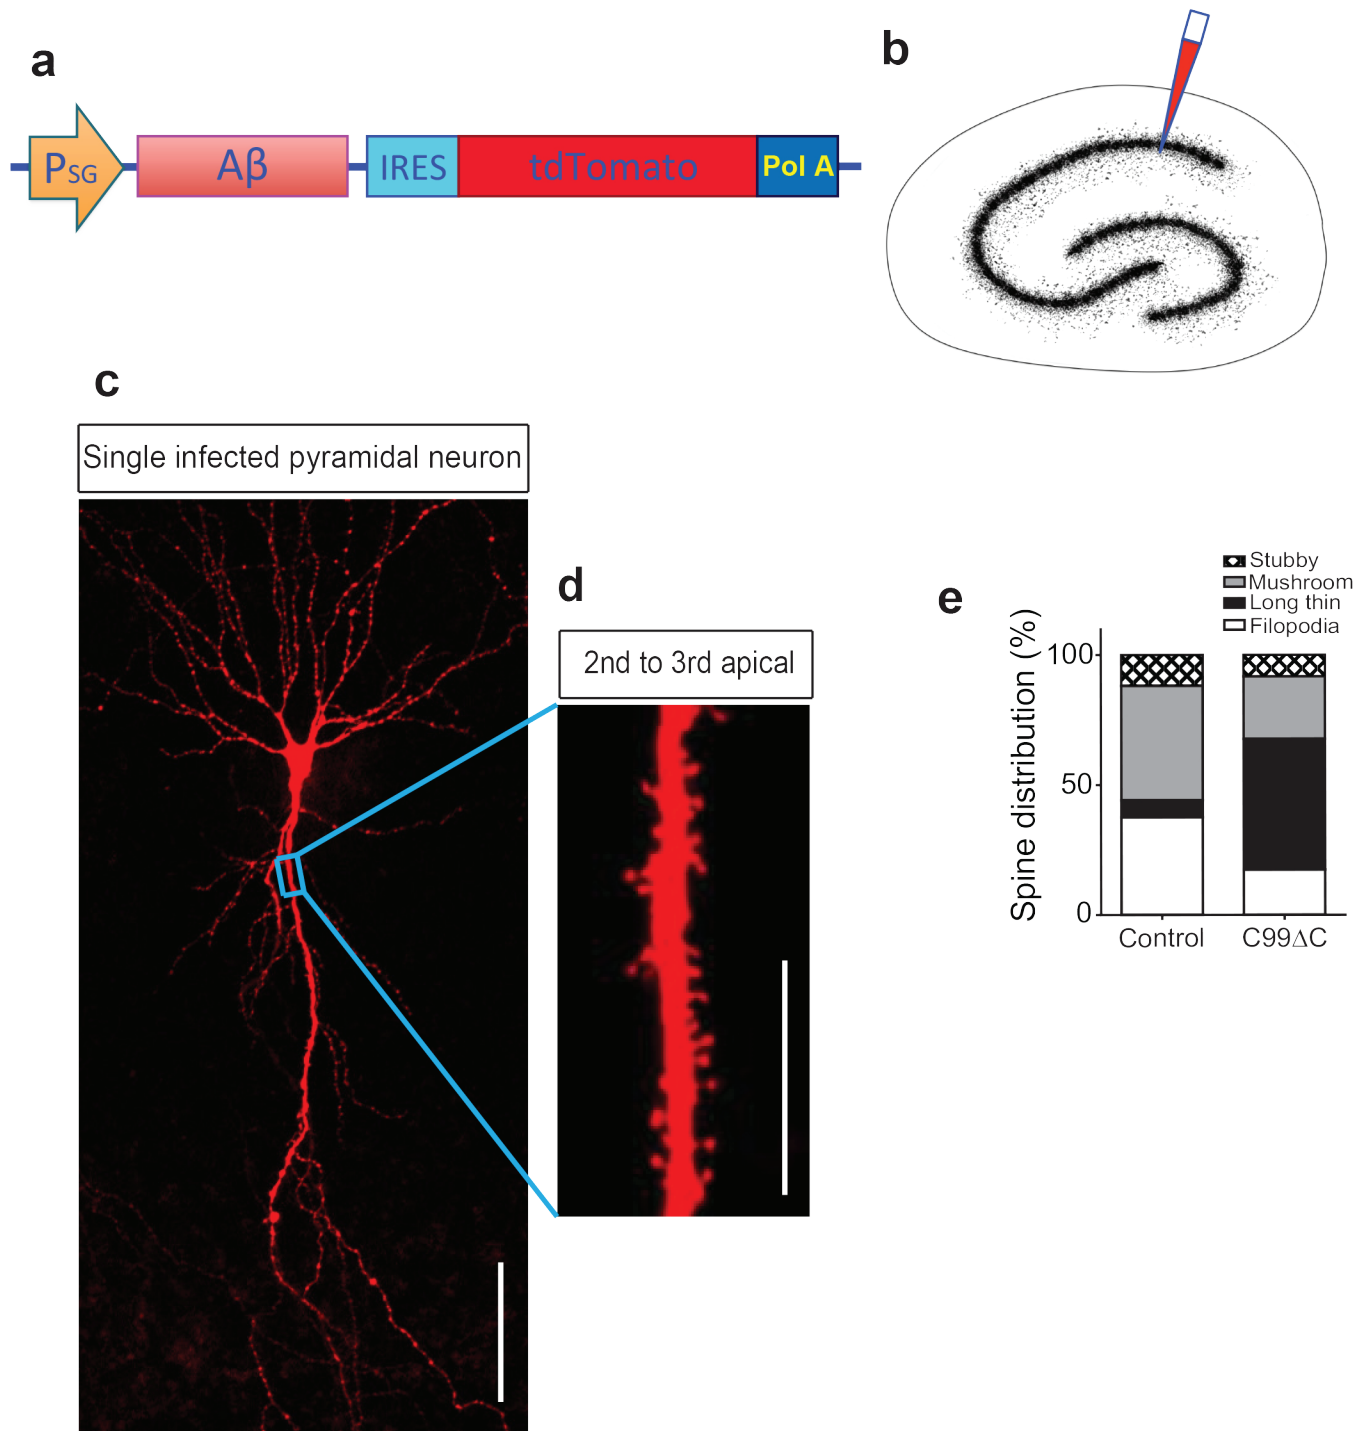 a
P_SG Aβ IRES tdTomato Pol A
b
c
Single infected pyramidal neuron
d
2nd to 3rd apical
e
Stubby
Mushroom
Long thin
Filopodia
Spine distribution (%)
100
50
0
Control C99ΔC